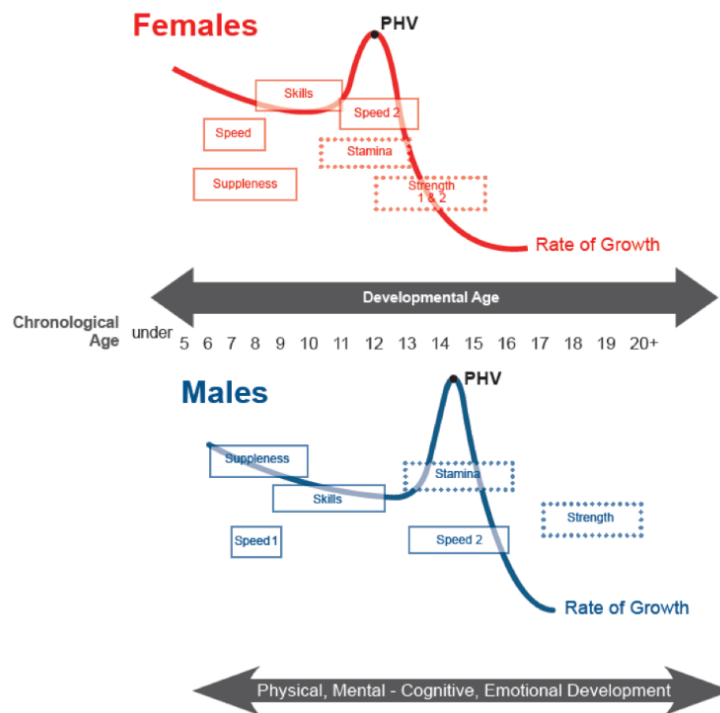 Females
PHV
Skills
Speed 2
Speed
Stamina
Suppleness
Strength
1 & 2
Rate of Growth
Developmental Age
Chronological
Age
under 5 6 7 8 9 10 11 12 13 14 15 16 17 18 19 20+
PHV
Males
Suppleness
Stamina
Skills
Strength
Speed 1
Speed 2
Rate of Growth
Physical, Mental - Cognitive, Emotional Development